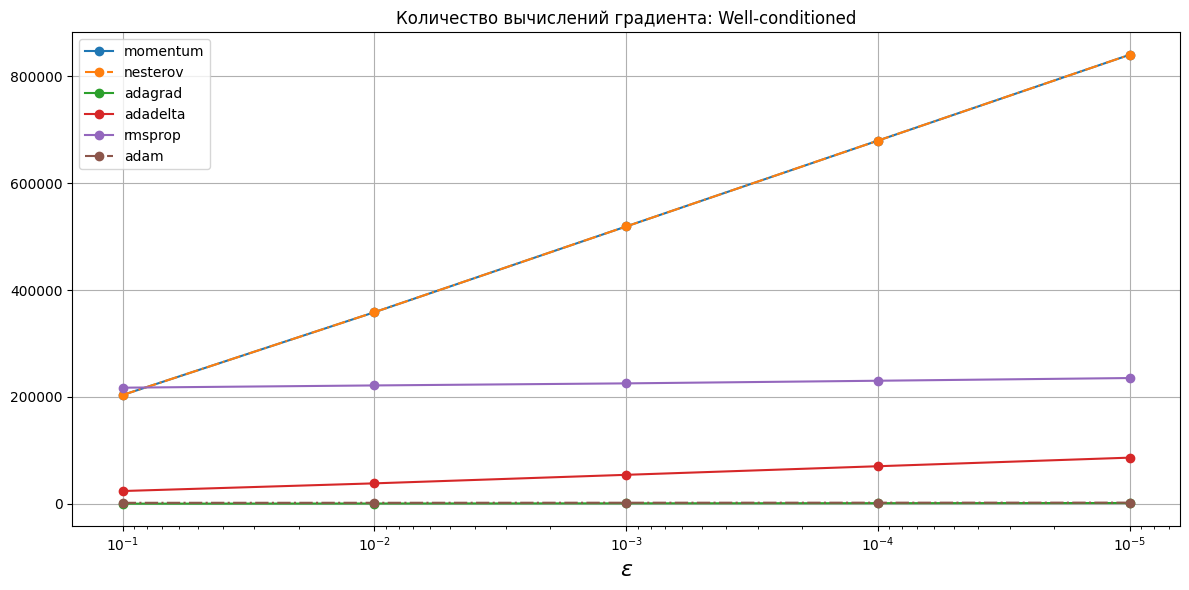 Количество вычислений градиента: Well-conditioned
momentum
nesterov
adagrad
adadelta
rmsprop
adam
800000
600000
400000
200000
0
10⁻¹ 10⁻² 10⁻³ 10⁻⁴ 10⁻⁵
ε